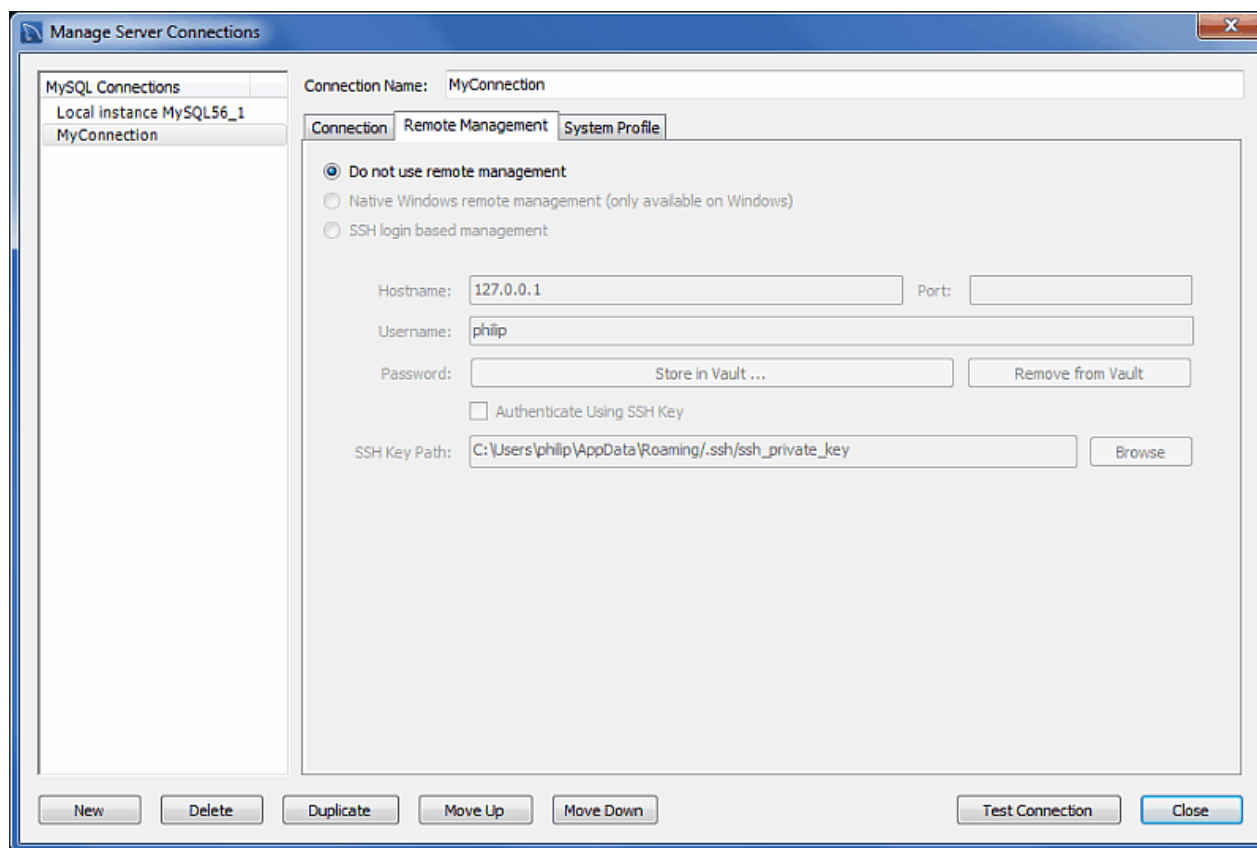 Manage Server Connections
MySQL Connections
Local instance MySQL56_1
MyConnection
Connection Name: MyConnection
Connection Remote Management System Profile
Do not use remote management
Native Windows remote management (only available on Windows)
SSH login based management
Hostname: 127.0.0.1 Port:
Username: philip
Password: Store in Vault ... Remove from Vault
Authenticate Using SSH Key
SSH Key Path: C:\Users\philip\AppData\Roaming/.ssh/ssh_private_key Browse
New Delete Duplicate Move Up Move Down Test Connection Close